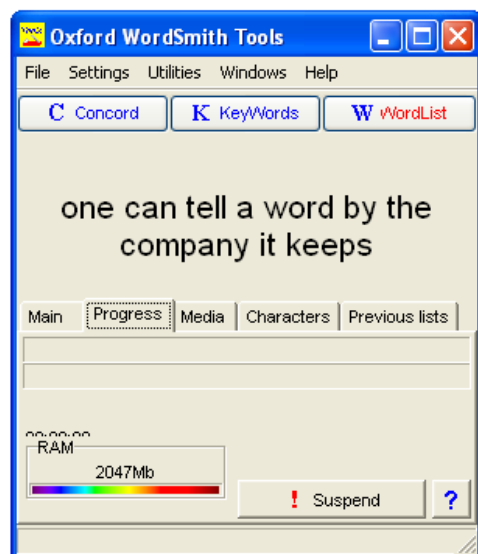 Oxford WordSmith Tools
File Settings Utilities Windows Help
C Concord K KeyWords W WordList
one can tell a word by the
company it keeps
Main Progress Media Characters Previous lists
RAM
2047Mb
! Suspend ?